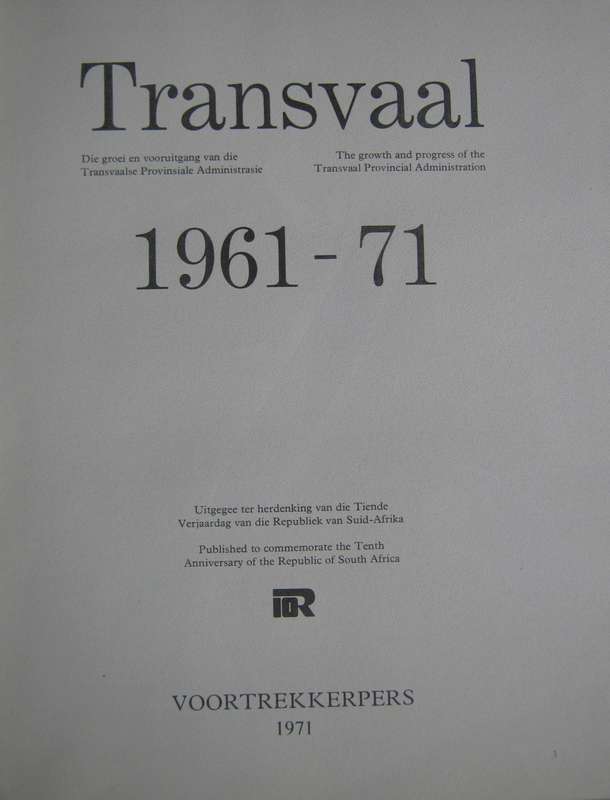 Transvaal
Die groei en vooruitgang van die
Transvaalse Provinsiale Administrasie
The growth and progress of the
Transvaal Provincial Administration
1961 - 71
Uitgegee ter herdenking van die Tiende
Verjaardag van die Republiek van Suid-Afrika
Published to commemorate the Tenth
Anniversary of the Republic of South Africa
10R
VOORTREKKERPERS
1971